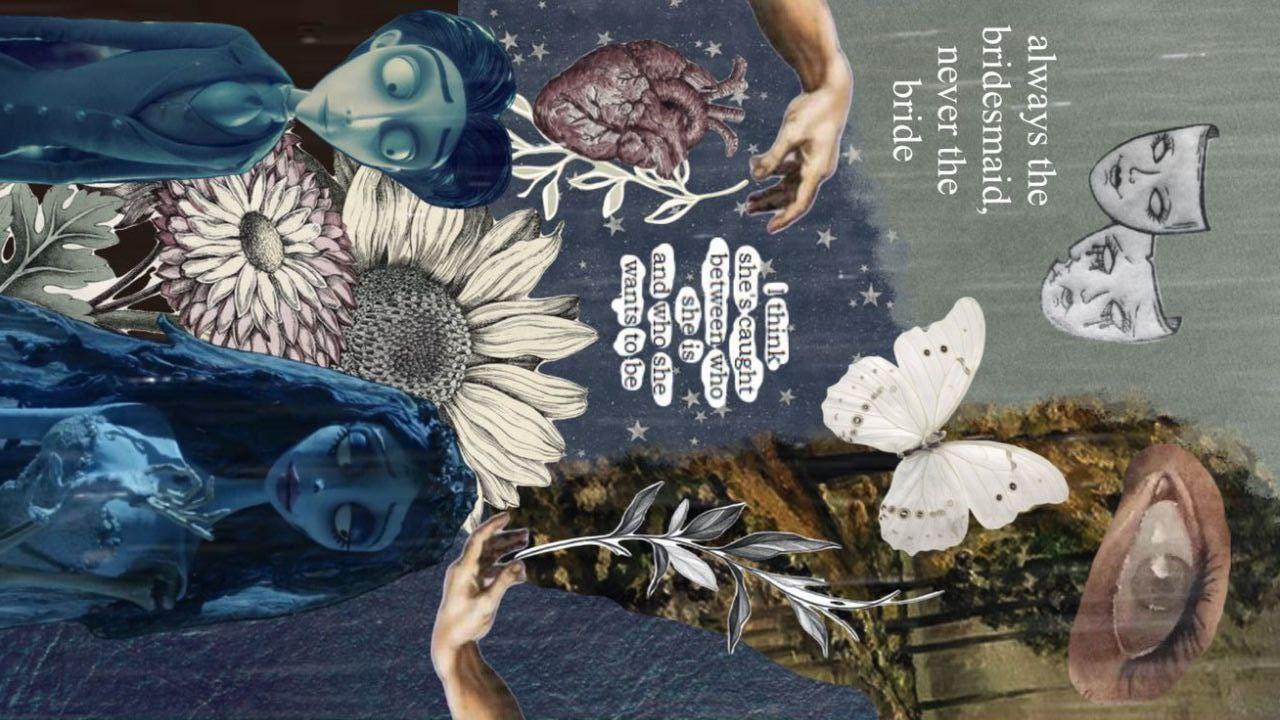 always the
bridesmaid,
never the
bride
I think
she's caught
between who
she is
and who she
wants to be